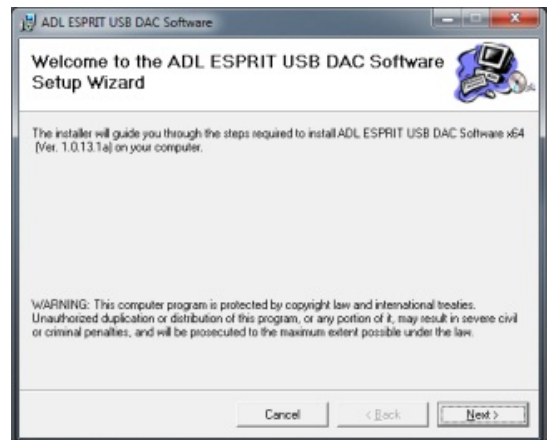 ADL ESPRIT USB DAC Software
Welcome to the ADL ESPRIT USB DAC Software
Setup Wizard
The installer will guide you through the steps required to install ADL ESPRIT USB DAC Software x64
(Ver. 1.0.13.1a) on your computer.
WARNING: This computer program is protected by copyright law and international treaties.
Unauthorized duplication or distribution of this program, or any portion of it, may result in severe civil
or criminal penalties, and will be prosecuted to the maximum extent possible under the law.
Cancel < Back Next >